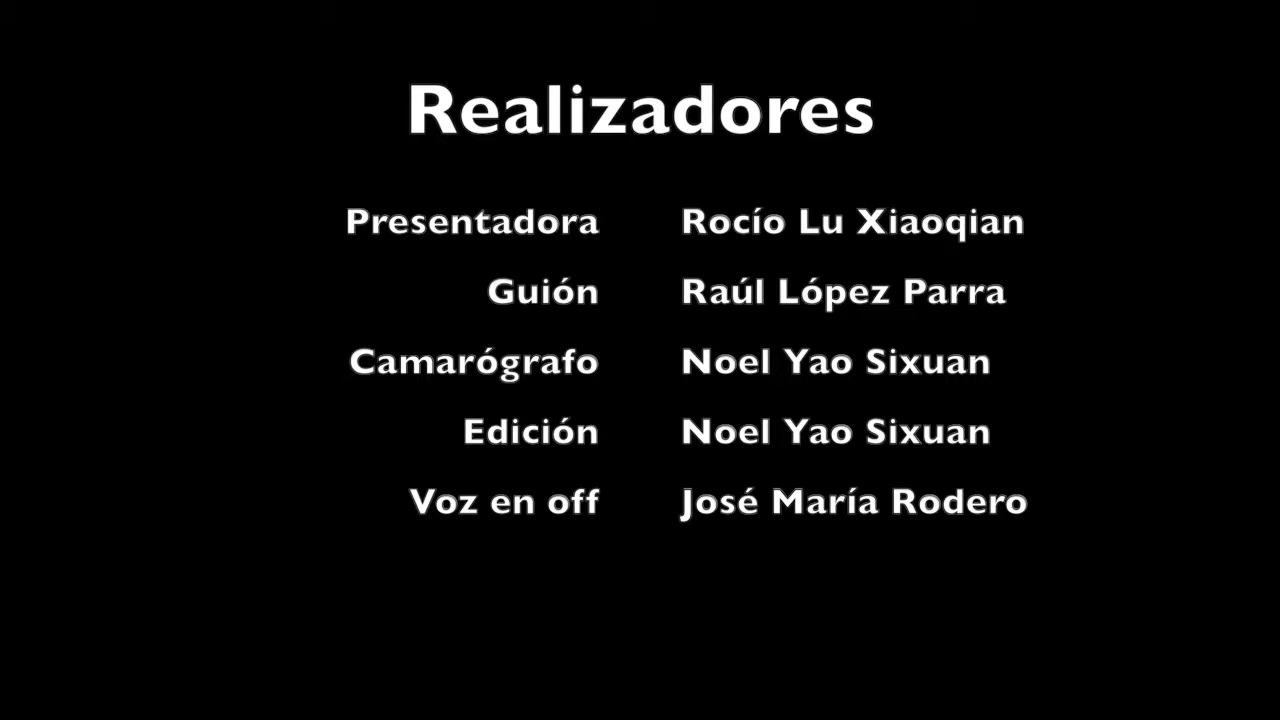 Realizadores
Presentadora Rocío Lu Xiaoqian
Guión Raúl López Parra
Camarógrafo Noel Yao Sixuan
Edición Noel Yao Sixuan
Voz en off José María Rodero